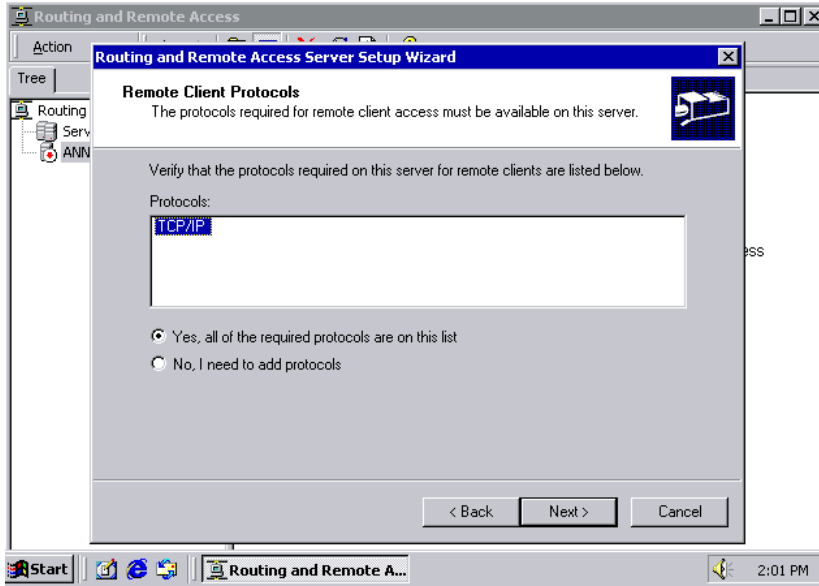 Routing and Remote Access
Action
Tree
Routing
Serv
ANN
ess
Routing and Remote Access Server Setup Wizard
Remote Client Protocols
The protocols required for remote client access must be available on this server.
Verify that the protocols required on this server for remote clients are listed below.
Protocols:
TCP/IP
Yes, all of the required protocols are on this list
No, I need to add protocols
< Back
Next >
Cancel
Start
Routing and Remote A...
2:01 PM